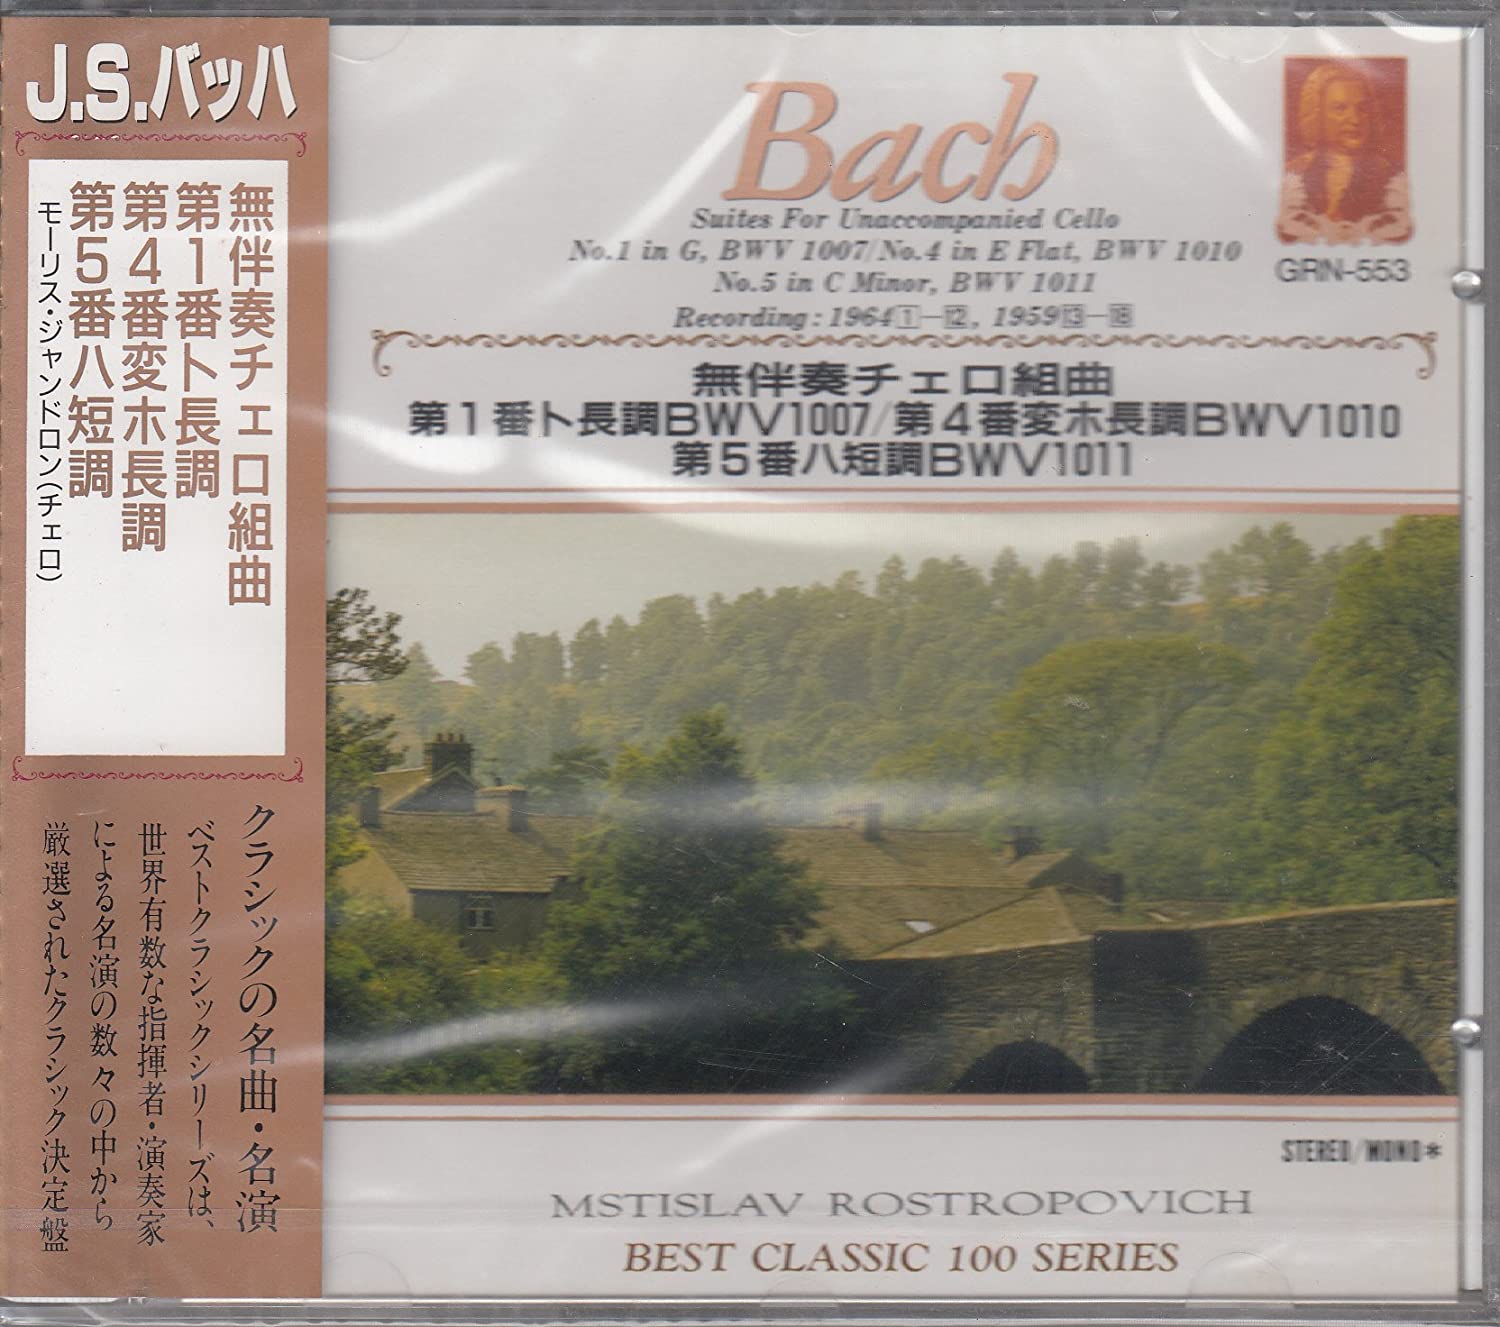 J.S.バッハ
無伴奏チェロ組曲
第1番ト長調
第4番変ホ長調
第5番ハ短調
モーリス・ジャンドロン(チェロ)
クラシックの名曲・名演
ベストクラシックシリーズは、
世界有数な指揮者・演奏家
による名演の数々の中から
厳選されたクラシック決定盤
Bach
Suites For Unaccompanied Cello
No.1 in G, BWV 1007/No.4 in E Flat, BWV 1010
No.5 in C Minor, BWV 1011
Recording : 1964 1-12, 1959 13-18
GRN-553
無伴奏チェロ組曲
第1番ト長調BWV1007/第4番変ホ長調BWV1010
第5番ハ短調BWV1011
STEREO/MONO*
MSTISLAV ROSTROPOVICH
BEST CLASSIC 100 SERIES